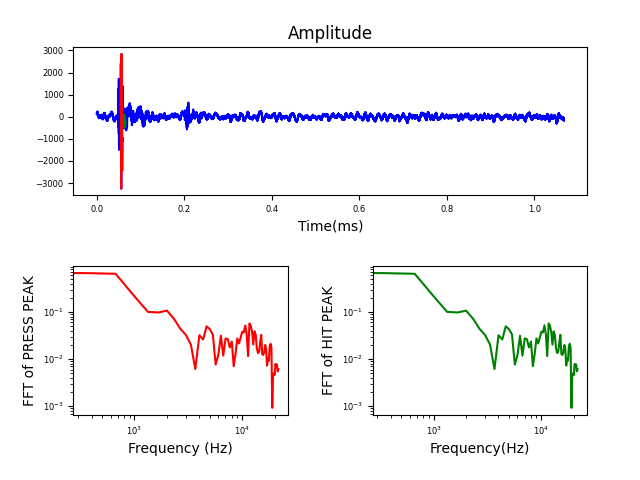 Amplitude
3000
2000
1000
0
−1000
−2000
−3000
0.0 0.2 0.4 0.6 0.8 1.0
Time(ms)
FFT of PRESS PEAK
10⁻¹
10⁻²
10⁻³
10³ 10⁴
Frequency (Hz)
FFT of HIT PEAK
10⁻¹
10⁻²
10⁻³
10³ 10⁴
Frequency(Hz)